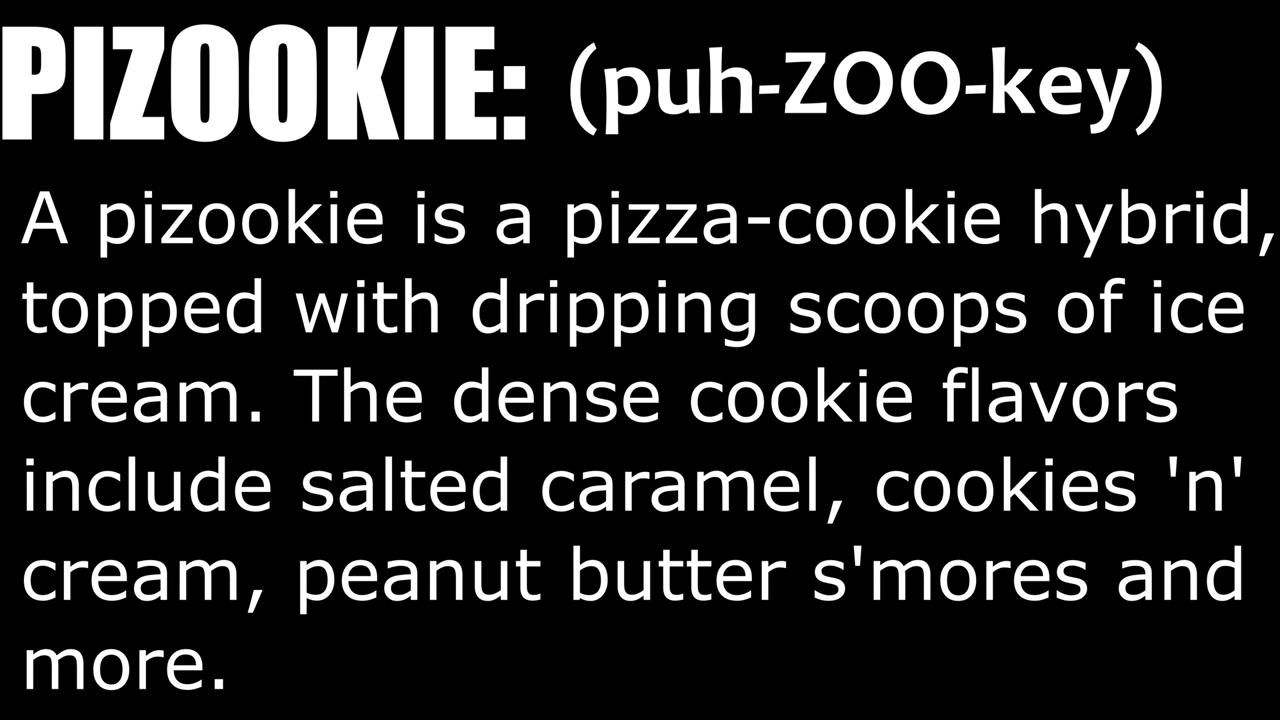 PIZOOKIE: (puh-ZOO-key)
A pizookie is a pizza-cookie hybrid,
topped with dripping scoops of ice
cream. The dense cookie flavors
include salted caramel, cookies 'n'
cream, peanut butter s'mores and
more.